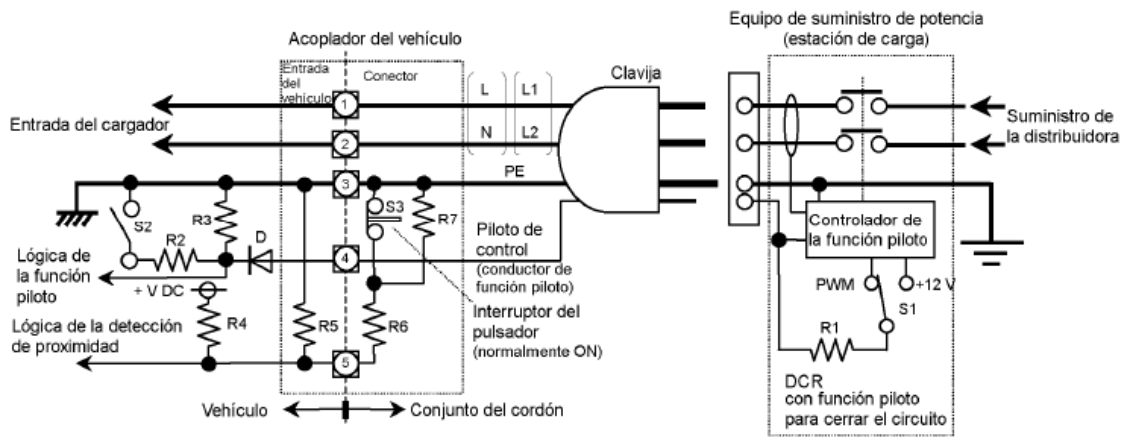 Equipo de suministro de potencia
(estación de carga)
Acoplador del vehículo
Entrada
del
vehículo
Conector
Clavija
1
L
L1
Entrada del cargador
Suministro de
la distribuidora
2
N
L2
3
PE
S2
R3
S3
R7
R2
D
4
Piloto de
control
(conductor de
función piloto)
Controlador de
la función piloto
Lógica de
la función
piloto
+ V DC
PWM
+12 V
S1
Interruptor del
pulsador
(normalmente ON)
R4
R5
R6
R1
Lógica de la detección
de proximidad
5
DCR
con función piloto
para cerrar el circuito
Vehículo
Conjunto del cordón